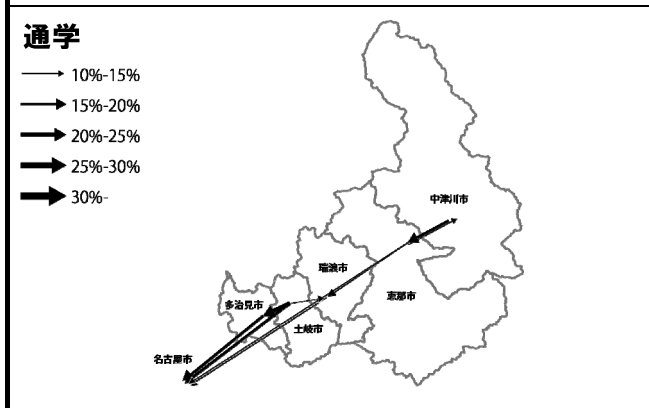 通学
10%-15%
15%-20%
20%-25%
25%-30%
30%-
中津川市
瑞浪市
恵那市
多治見市
土岐市
名古屋市